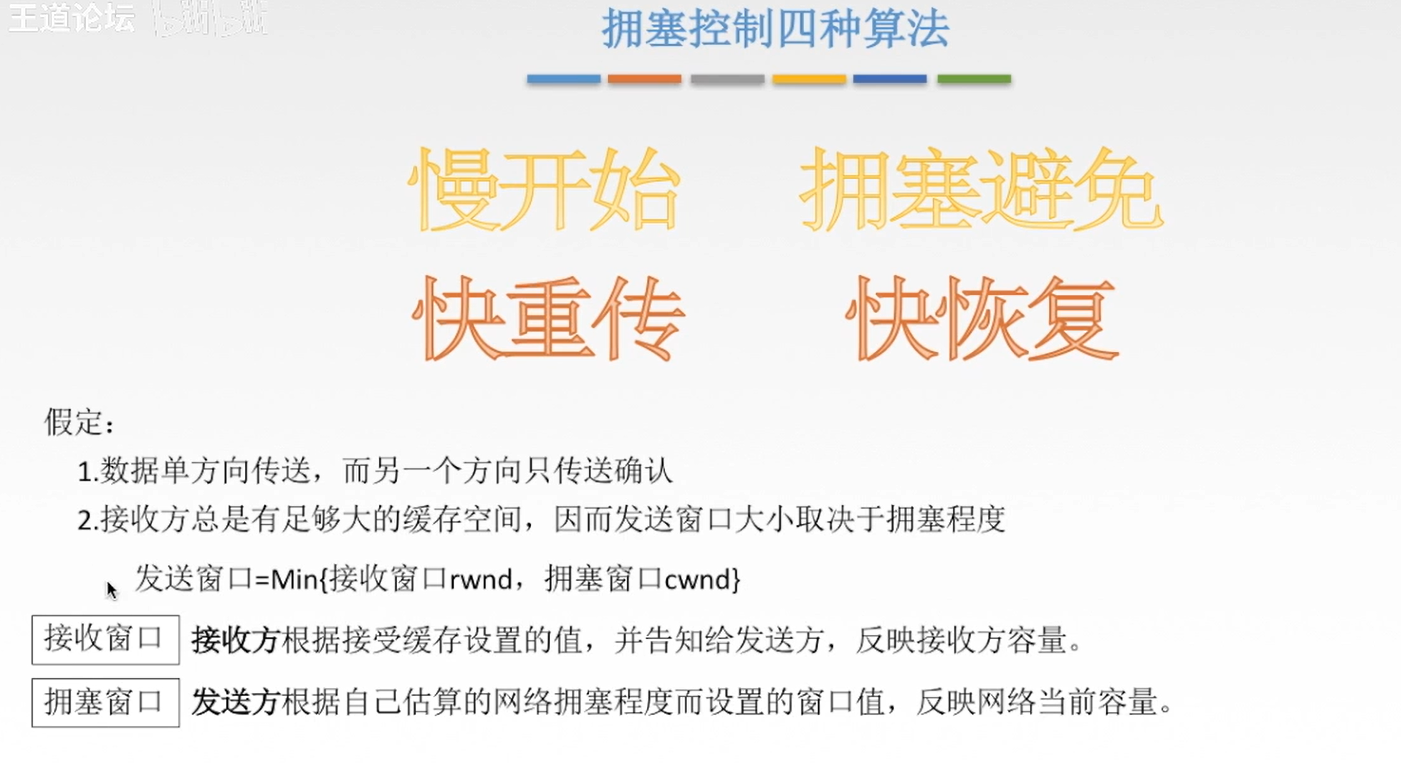 王道论坛 bilibili
拥塞控制四种算法
慢开始 拥塞避免
快重传 快恢复
假定：
1.数据单方向传送，而另一个方向只传送确认
2.接收方总是有足够大的缓存空间，因而发送窗口大小取决于拥塞程度
发送窗口=Min{接收窗口rwnd，拥塞窗口cwnd}
接收窗口 接收方根据接受缓存设置的值，并告知给发送方，反映接收方容量。
拥塞窗口 发送方根据自己估算的网络拥塞程度而设置的窗口值，反映网络当前容量。